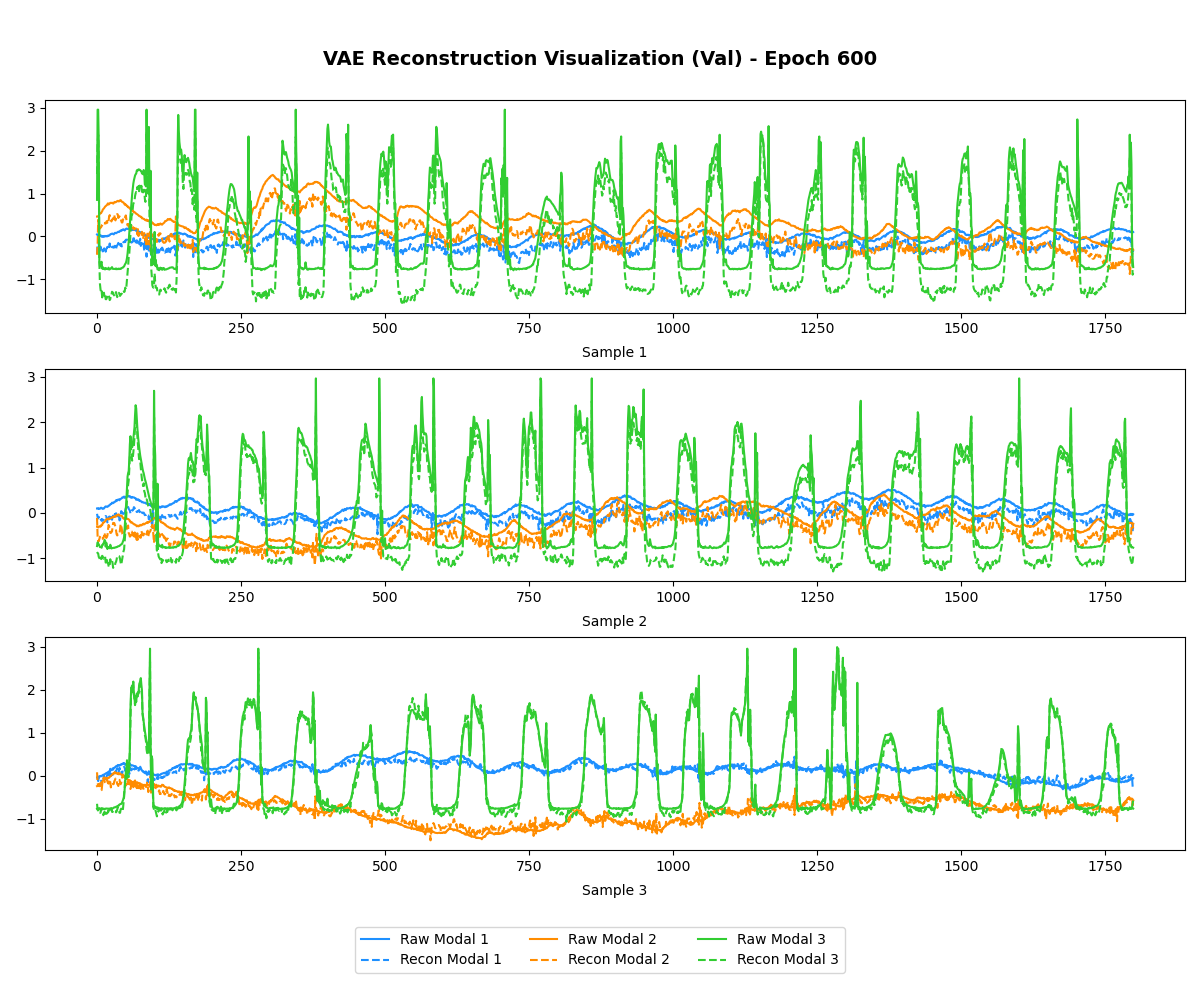 VAE Reconstruction Visualization (Val) - Epoch 600
3
2
1
0
−1
0 250 500 750 1000 1250 1500 1750
Sample 1
3
2
1
0
−1
0 250 500 750 1000 1250 1500 1750
Sample 2
3
2
1
0
−1
0 250 500 750 1000 1250 1500 1750
Sample 3
Raw Modal 1 Raw Modal 2 Raw Modal 3
Recon Modal 1 Recon Modal 2 Recon Modal 3